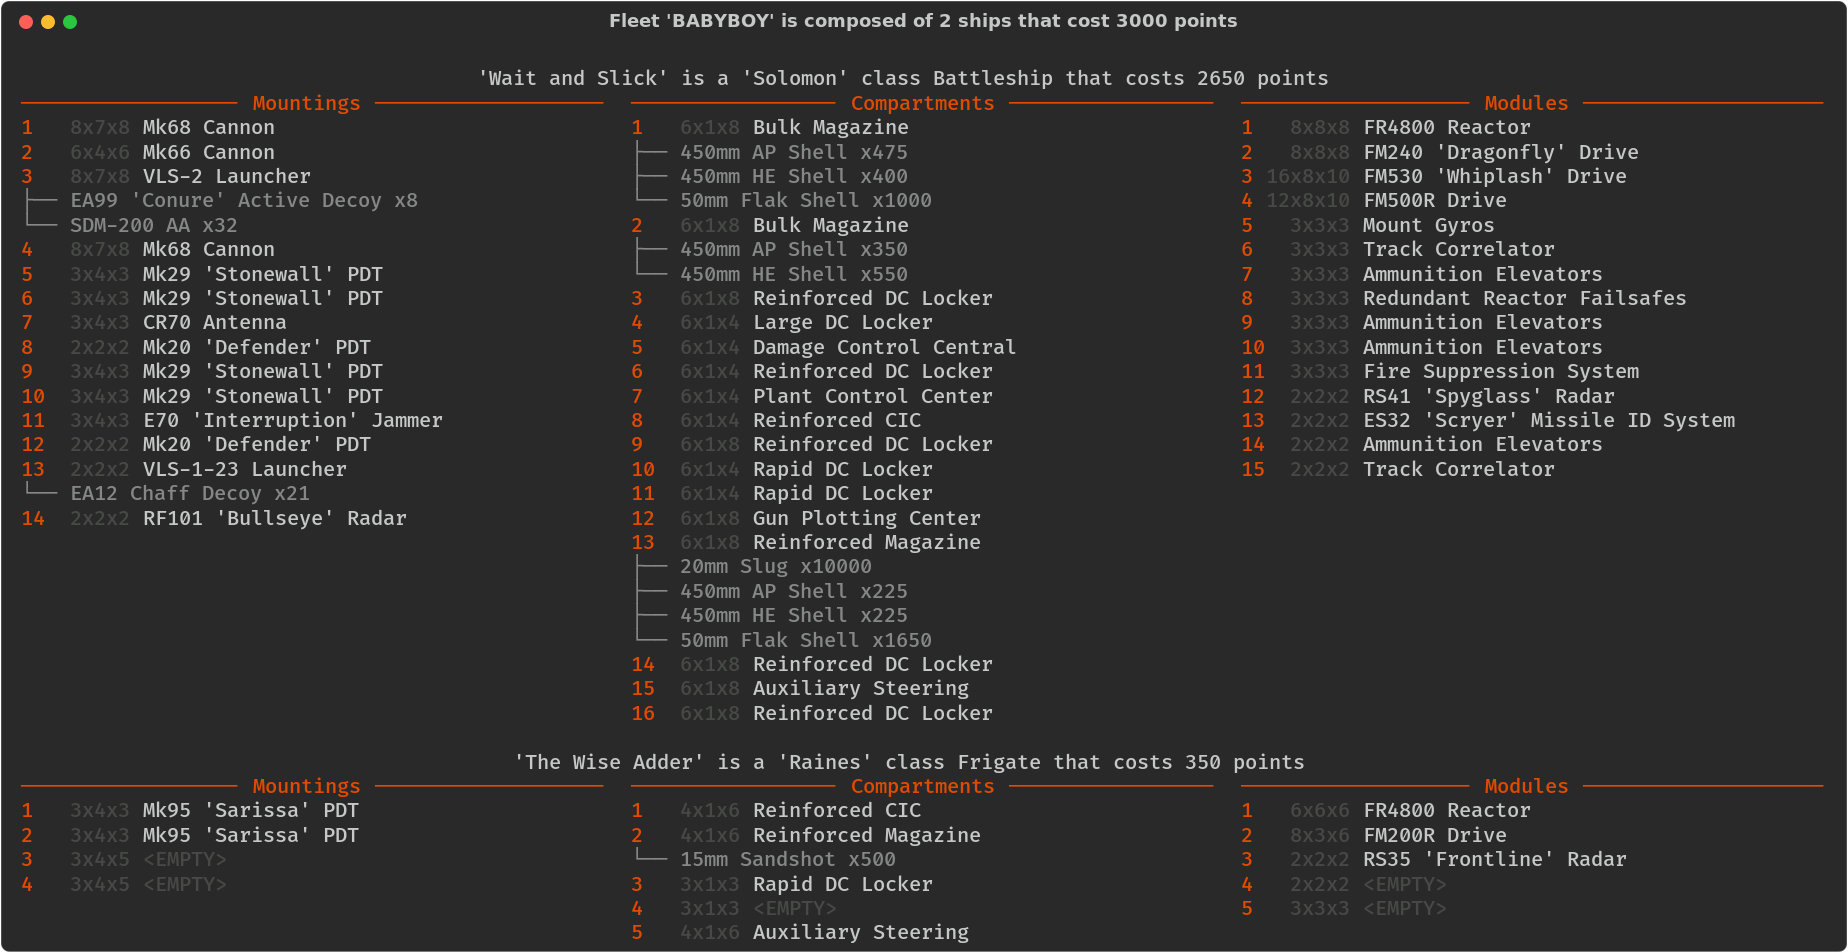 Fleet 'BABYBOY' is composed of 2 ships that cost 3000 points
'Wait and Slick' is a 'Solomon' class Battleship that costs 2650 points
Mountings
1 8x7x8 Mk68 Cannon
2 6x4x6 Mk66 Cannon
3 8x7x8 VLS-2 Launcher
EA99 'Conure' Active Decoy x8
SDM-200 AA x32
4 8x7x8 Mk68 Cannon
5 3x4x3 Mk29 'Stonewall' PDT
6 3x4x3 Mk29 'Stonewall' PDT
7 3x4x3 CR70 Antenna
8 2x2x2 Mk20 'Defender' PDT
9 3x4x3 Mk29 'Stonewall' PDT
10 3x4x3 Mk29 'Stonewall' PDT
11 3x4x3 E70 'Interruption' Jammer
12 2x2x2 Mk20 'Defender' PDT
13 2x2x2 VLS-1-23 Launcher
EA12 Chaff Decoy x21
14 2x2x2 RF101 'Bullseye' Radar
Compartments
1 6x1x8 Bulk Magazine
450mm AP Shell x475
450mm HE Shell x400
50mm Flak Shell x1000
2 6x1x8 Bulk Magazine
450mm AP Shell x350
450mm HE Shell x550
3 6x1x8 Reinforced DC Locker
4 6x1x4 Large DC Locker
5 6x1x4 Damage Control Central
6 6x1x4 Reinforced DC Locker
7 6x1x4 Plant Control Center
8 6x1x4 Reinforced CIC
9 6x1x8 Reinforced DC Locker
10 6x1x4 Rapid DC Locker
11 6x1x4 Rapid DC Locker
12 6x1x8 Gun Plotting Center
13 6x1x8 Reinforced Magazine
20mm Slug x10000
450mm AP Shell x225
450mm HE Shell x225
50mm Flak Shell x1650
14 6x1x8 Reinforced DC Locker
15 6x1x8 Auxiliary Steering
16 6x1x8 Reinforced DC Locker
Modules
1 8x8x8 FR4800 Reactor
2 8x8x8 FM240 'Dragonfly' Drive
3 16x8x10 FM530 'Whiplash' Drive
4 12x8x10 FM500R Drive
5 3x3x3 Mount Gyros
6 3x3x3 Track Correlator
7 3x3x3 Ammunition Elevators
8 3x3x3 Redundant Reactor Failsafes
9 3x3x3 Ammunition Elevators
10 3x3x3 Ammunition Elevators
11 3x3x3 Fire Suppression System
12 2x2x2 RS41 'Spyglass' Radar
13 2x2x2 ES32 'Scryer' Missile ID System
14 2x2x2 Ammunition Elevators
15 2x2x2 Track Correlator
'The Wise Adder' is a 'Raines' class Frigate that costs 350 points
Mountings
1 3x4x3 Mk95 'Sarissa' PDT
2 3x4x3 Mk95 'Sarissa' PDT
3 3x4x5 <EMPTY>
4 3x4x5 <EMPTY>
Compartments
1 4x1x6 Reinforced CIC
2 4x1x6 Reinforced Magazine
15mm Sandshot x500
3 3x1x3 Rapid DC Locker
4 3x1x3 <EMPTY>
5 4x1x6 Auxiliary Steering
Modules
1 6x6x6 FR4800 Reactor
2 8x3x6 FM200R Drive
3 2x2x2 RS35 'Frontline' Radar
4 2x2x2 <EMPTY>
5 3x3x3 <EMPTY>